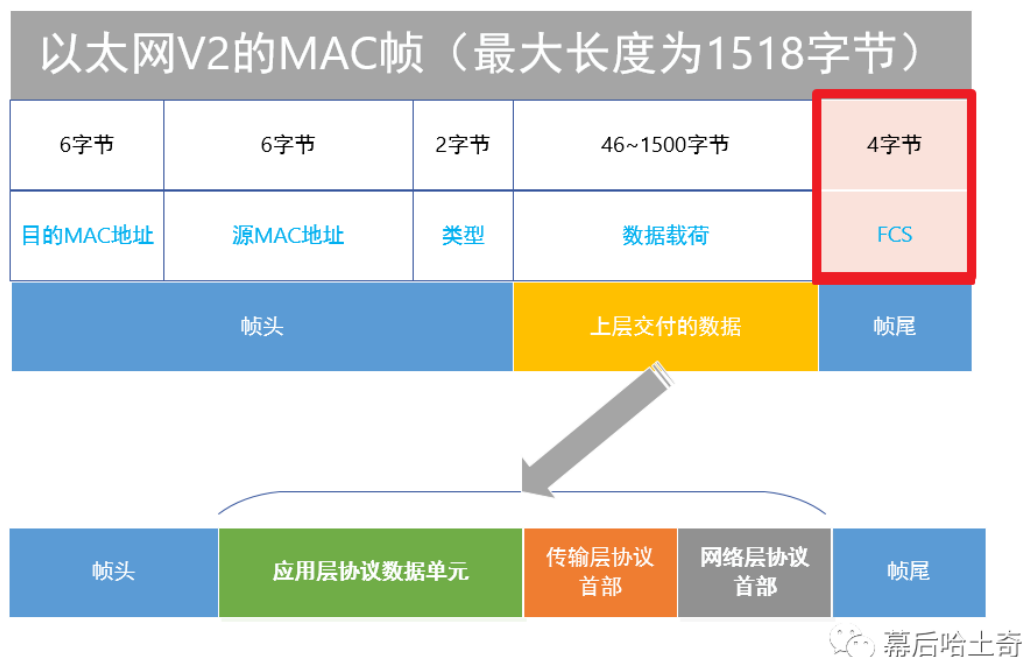 以太网V2的MAC帧（最大长度为1518字节）
6字节
6字节
2字节
46~1500字节
4字节
目的MAC地址
源MAC地址
类型
数据载荷
FCS
帧头
上层交付的数据
帧尾
帧头
应用层协议数据单元
传输层协议
首部
网络层协议
首部
帧尾
幕后哈士奇